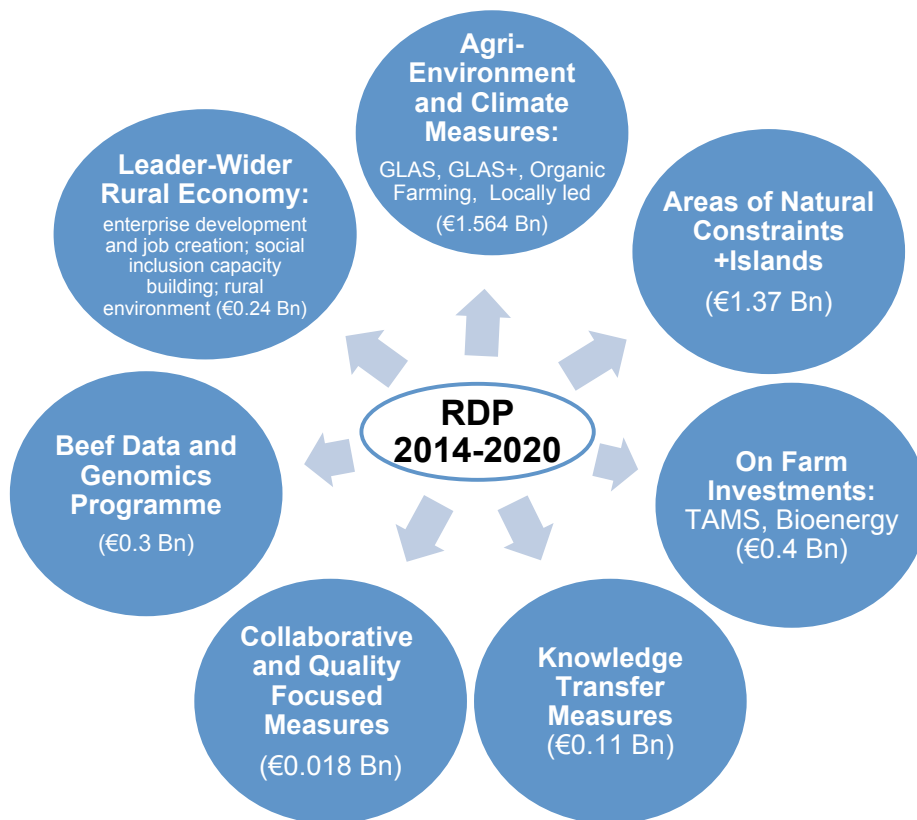 Agri-
Environment
and Climate
Measures:
GLAS, GLAS+, Organic
Farming, Locally led
(€1.564 Bn)
Areas of Natural
Constraints
+Islands
(€1.37 Bn)
On Farm
Investments:
TAMS, Bioenergy
(€0.4 Bn)
Knowledge
Transfer
Measures
(€0.11 Bn)
Collaborative
and Quality
Focused
Measures
(€0.018 Bn)
Beef Data and
Genomics
Programme
(€0.3 Bn)
Leader-Wider
Rural Economy:
enterprise development
and job creation; social
inclusion capacity
building; rural
environment (€0.24 Bn)
RDP
2014-2020